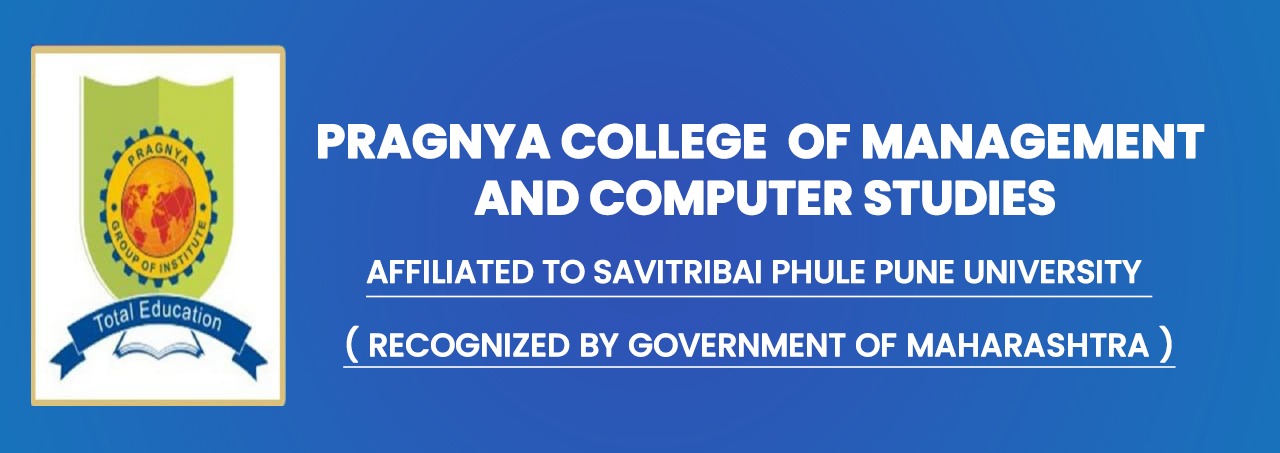 PRAGNYA
GROUP OF INSTITUTE
Total Education
PRAGNYA COLLEGE OF MANAGEMENT
AND COMPUTER STUDIES
AFFILIATED TO SAVITRIBAI PHULE PUNE UNIVERSITY
( RECOGNIZED BY GOVERNMENT OF MAHARASHTRA )